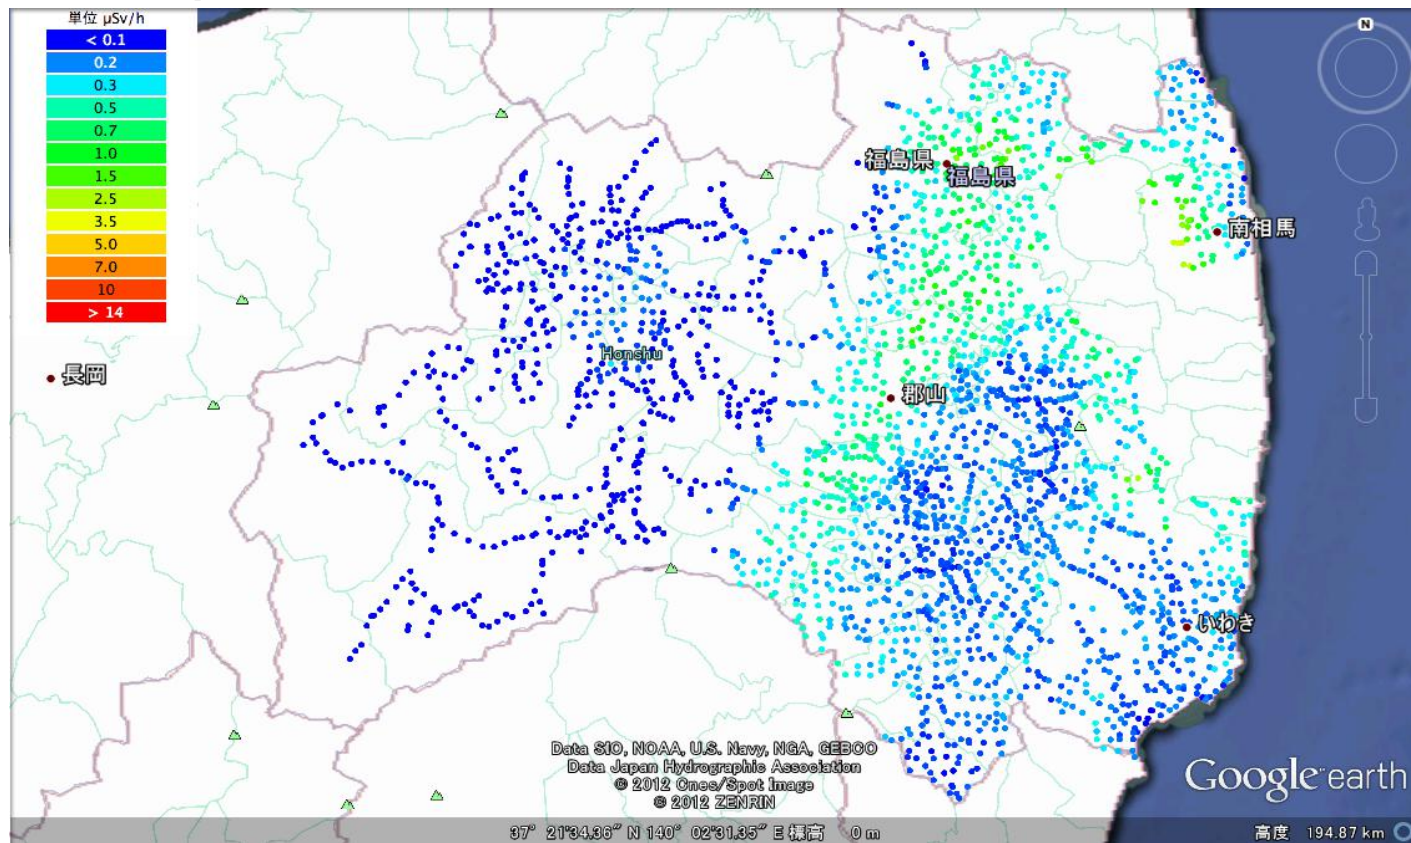 単位 μSv/h
< 0.1
0.2
0.3
0.5
0.7
1.0
1.5
2.5
3.5
5.0
7.0
10
> 14
N
福島県
福島県
南相馬
Honshu
長岡
郡山
いわき
Data SIO, NOAA, U.S. Navy, NGA, GEBCO
Data Japan Hydrographic Association
© 2012 Cnes/Spot Image
© 2012 ZENRIN
Google earth
37° 21'34.36" N 140° 02'31.35" E 標高 0 m
高度 194.87 km